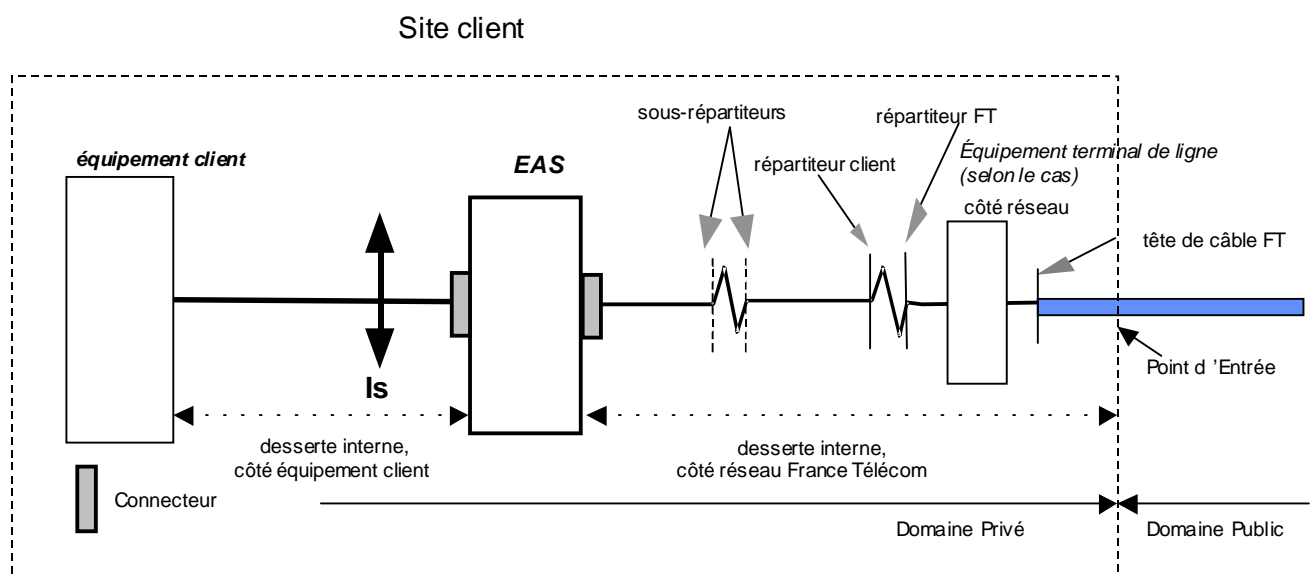 Site client
sous-répartiteurs
répartiteur FT
équipement client
EAS
répartiteur client
Équipement terminal de ligne
(selon le cas)
côté réseau
tête de câble FT
Is
Point d 'Entrée
desserte interne,
côté équipement client
desserte interne,
côté réseau France Télécom
Connecteur
Domaine Privé
Domaine Public